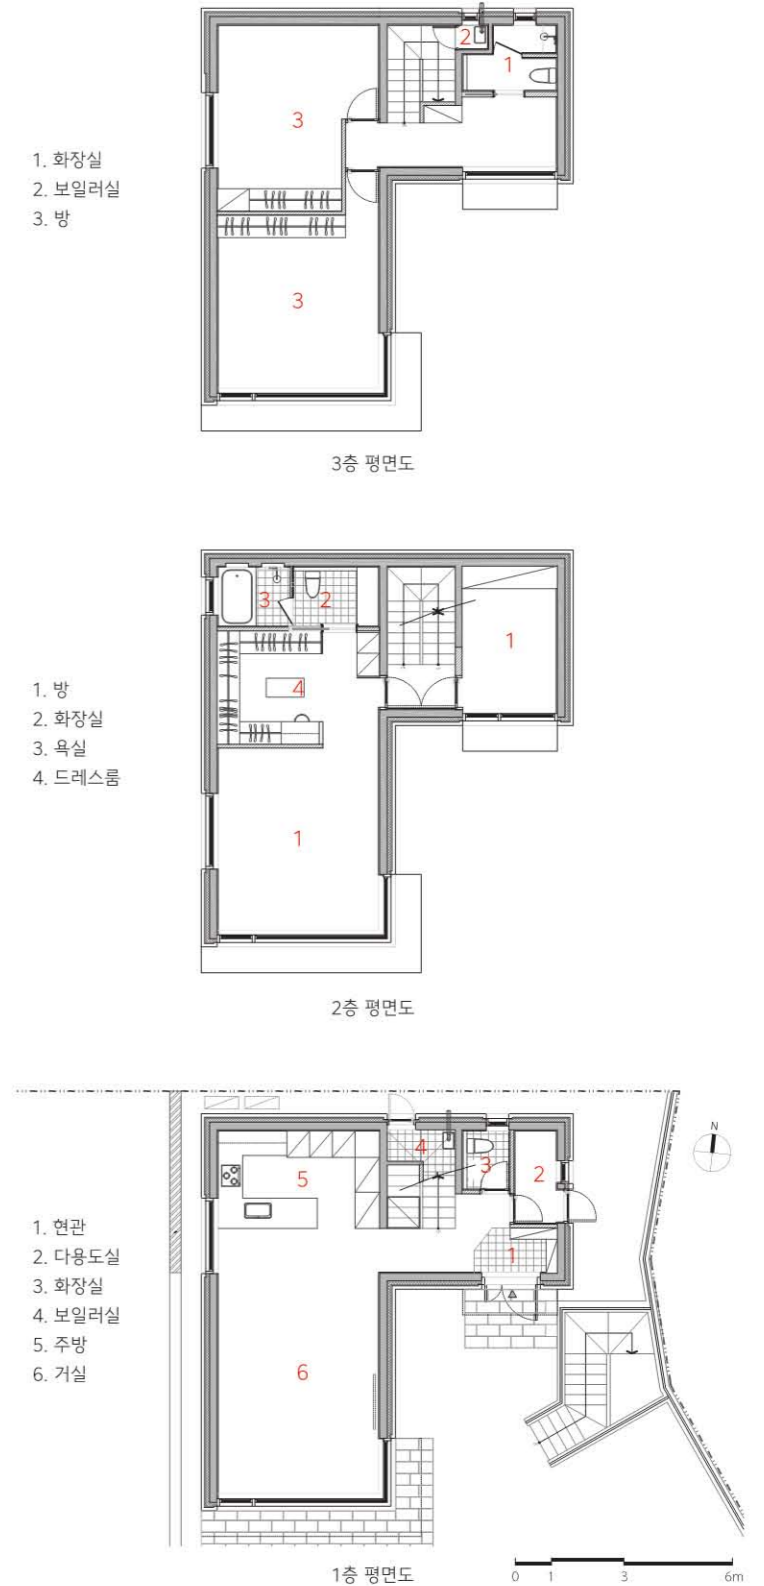 2
1
3
1. 화장실
2. 보일러실
3. 방
3
3층 평면도
3
2
1
4
1. 방
2. 화장실
3. 욕실
4. 드레스룸
1
2층 평면도
N
4
3
2
5
1
1. 현관
2. 다용도실
3. 화장실
4. 보일러실
5. 주방
6. 거실
6
1층 평면도
0 1 3 6m